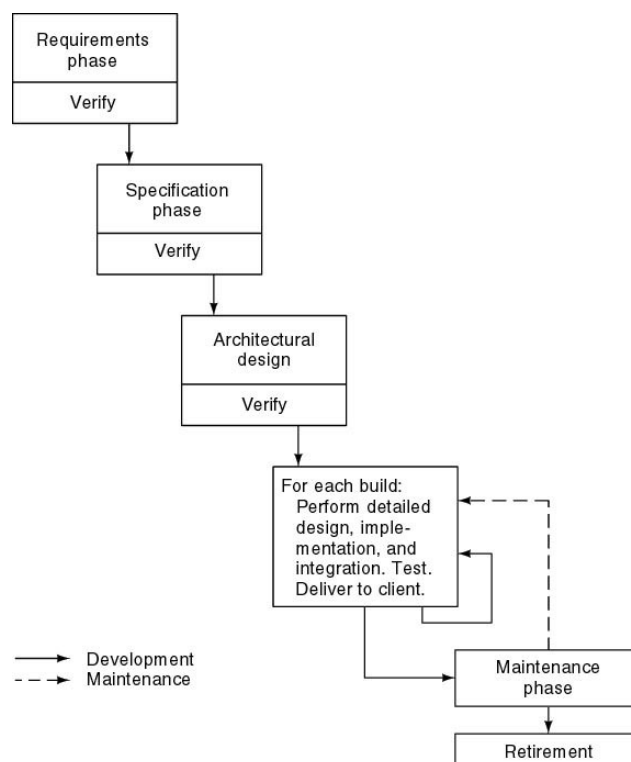 Requirements
phase
Verify
Specification
phase
Verify
Architectural
design
Verify
For each build:
Perform detailed
design, imple-
mentation, and
integration. Test.
Deliver to client.
Development
Maintenance
Maintenance
phase
Retirement